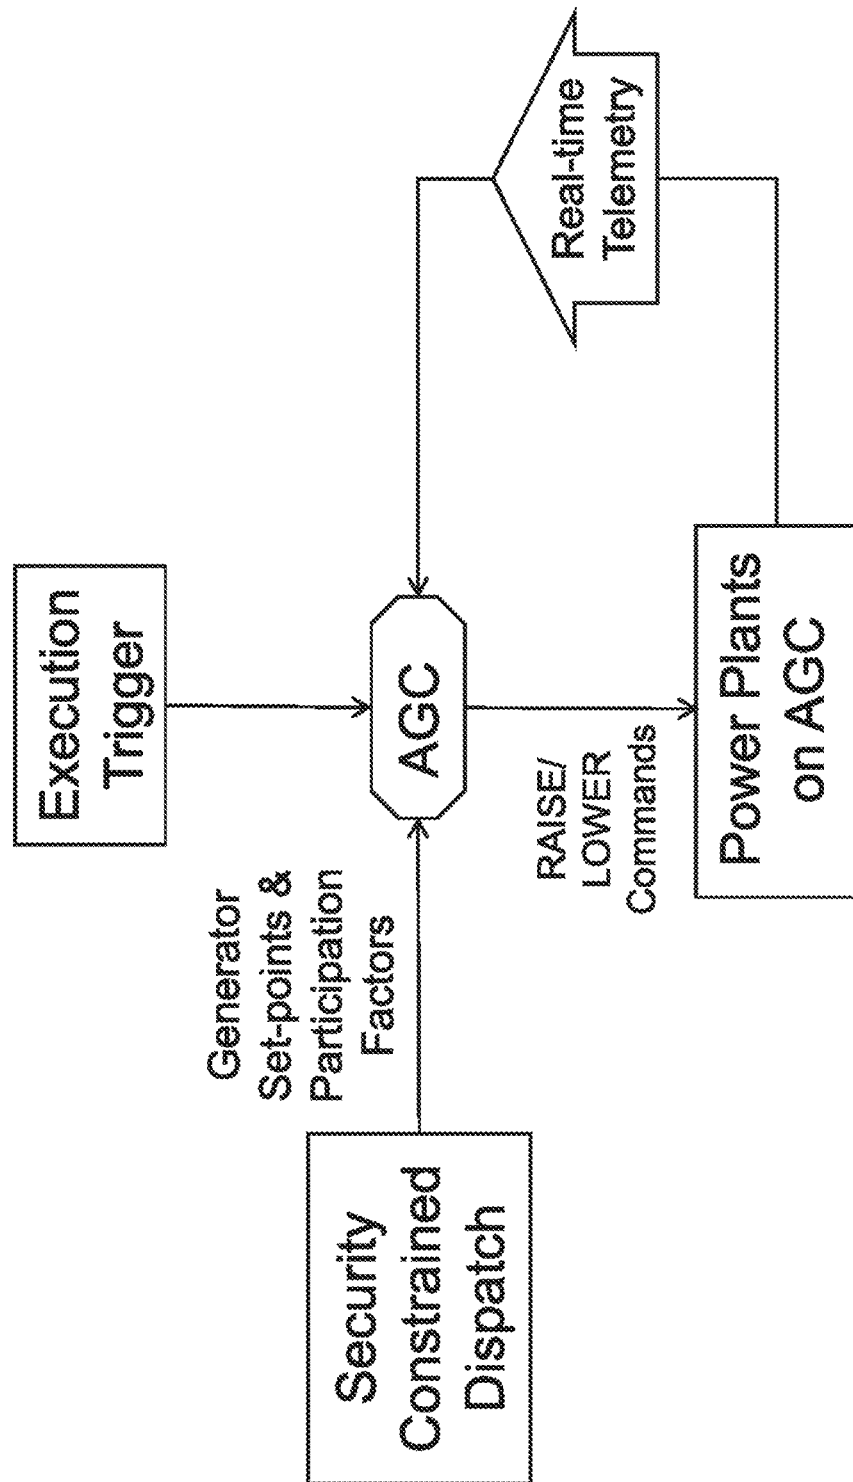 Execution
Trigger
Generator
Set-points &
Participation
Factors
Security
Constrained
Dispatch
AGC
RAISE/
LOWER
Commands
Power Plants
on AGC
Real-time
Telemetry